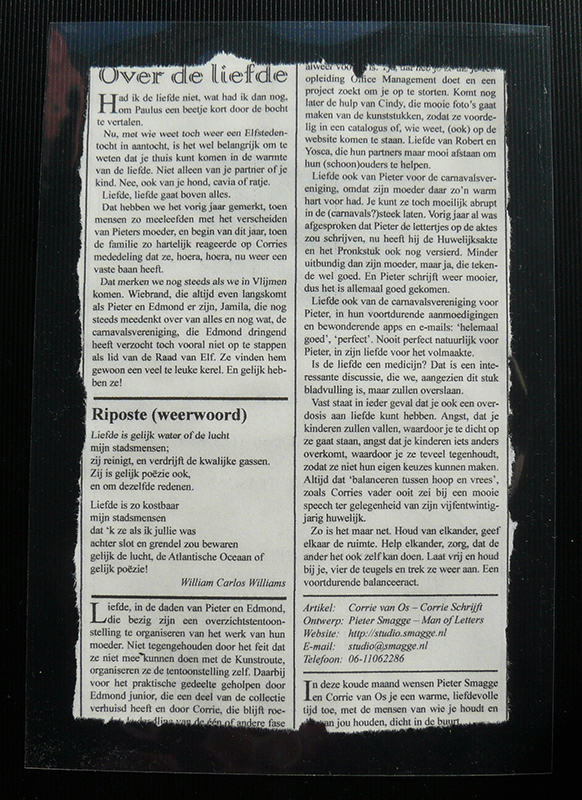 Over de liefde
Had ik de liefde niet, wat had ik dan nog,
om Paulus een beetje kort door de bocht
te vertalen.
Nu, met wie weet toch weer een Elfsteden-
tocht in aantocht, is het wel belangrijk om te
weten dat je thuis kunt komen in de warmte
van de liefde. Niet alleen van je partner of je
kind. Nee, ook van je hond, cavia of ratje.
Liefde, liefde gaat boven alles.
Dat hebben we het vorig jaar gemerkt, toen
mensen zo meeleefden met het verscheiden
van Pieters moeder, en begin van dit jaar, toen
de familie zo hartelijk reageerde op Corries
mededeling dat ze, hoera, hoera, nu weer een
vaste baan heeft.
Dat merken we nog steeds als we in Vlijmen
komen. Wiebrand, die altijd even langskomt
als Pieter en Edmond er zijn, Jamila, die nog
steeds meedenkt over van alles en nog wat, de
carnavalsvereniging, die Edmond dringend
heeft verzocht toch vooral niet op te stappen
als lid van de Raad van Elf. Ze vinden hem
gewoon een veel te leuke kerel. En gelijk heb-
ben ze!
Riposte (weerwoord)
Liefde is gelijk water of de lucht
mijn stadsmensen;
zij reinigt, en verdrijft de kwalijke gassen.
Zij is gelijk poëzie ook,
en om dezelfde redenen.
Liefde is zo kostbaar
mijn stadsmensen
dat ‘k ze als ik jullie was
achter slot en grendel zou bewaren
gelijk de lucht, de Atlantische Oceaan of
gelijk poëzie!
William Carlos Williams
Liefde, in de daden van Pieter en Edmond,
die bezig zijn een overzichtstentoon-
stelling te organiseren van het werk van hun
moeder. Niet tegengehouden door het feit dat
ze niet mee kunnen doen met de Kunstroute,
organiseren ze de tentoonstelling zelf. Daarbij
voor het praktische gedeelte geholpen door
Edmond junior, die een deel van de collectie
verhuisd heeft en door Corrie, die blijft roe-
van de één of andere fase
opleiding Office Management doet en een
project zoekt om je op te storten. Komt nog
later de hulp van Cindy, die mooie foto’s gaat
maken van de kunststukken, zodat ze voorde-
lig in een catalogus of, wie weet, (ook) op de
website komen te staan. Liefde van Robert en
Yosca, die hun partners maar mooi afstaan om
hun (schoon)ouders te helpen.
Liefde ook van Pieter voor de carnavalsver-
eniging, omdat zijn moeder daar zo’n warm
hart voor had. Je kunt ze toch moeilijk abrupt
in de (carnavals?)steek laten. Vorig jaar al was
afgesproken dat Pieter de lettertjes op de aktes
zou schrijven, nu heeft hij de Huwelijksakte
en het Pronkstuk ook nog versierd. Minder
uitbundig dan zijn moeder, maar ja, die teken-
de wel goed. En Pieter schrijft weer mooier,
dus het is allemaal goed gekomen.
Liefde ook van de carnavalsvereniging voor
Pieter, in hun voortdurende aanmoedigingen
en bewonderende apps en e-mails: ‘helemaal
goed’, ‘perfect’. Nooit perfect natuurlijk voor
Pieter, in zijn liefde voor het volmaakte.
Is de liefde een medicijn? Dat is een inte-
ressante discussie, die we, aangezien dit stuk
bladvulling is, maar zullen overslaan.
Vast staat in ieder geval dat je ook een over-
dosis aan liefde kunt hebben. Angst, dat je
kinderen zullen vallen, waardoor je te dicht op
ze gaat staan, angst dat je kinderen iets anders
overkomt, waardoor je ze teveel tegenhoudt,
zodat ze niet hun eigen keuzes kunnen maken.
Altijd dat ‘balanceren tussen hoop en vrees’,
zoals Corries vader ooit zei bij een mooie
speech ter gelegenheid van zijn vijfentwintig-
jarig huwelijk.
Zo is het maar net. Houd van elkander, geef
elkaar de ruimte. Help elkander, zorg, dat de
ander het ook zelf kan doen. Laat vrij en houd
bij je, vier de teugels en trek ze weer aan. Een
voortdurende balanceeract.
Artikel: Corrie van Os – Corrie Schrijft
Ontwerp: Pieter Smagge – Man of Letters
Website: http://studio.smagge.nl
E-mail: studio@smagge.nl
Telefoon: 06-11062286
In deze koude maand wensen Pieter Smagge
en Corrie van Os je een warme, liefdevolle
tijd toe, met de mensen van wie je houdt en
van jou houden, dicht in de buurt.